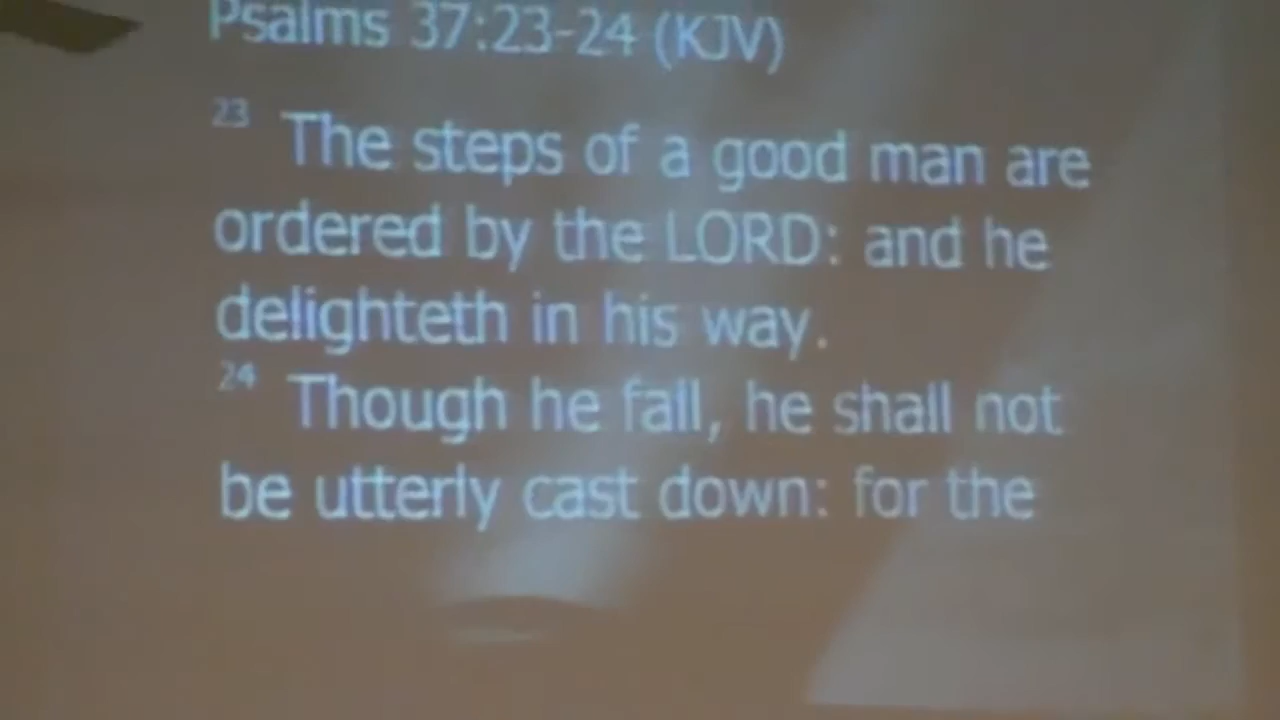 Psalms 37:23-24 (KJV)
23 The steps of a good man are
ordered by the LORD: and he
delighteth in his way.
24 Though he fall, he shall not
be utterly cast down: for the